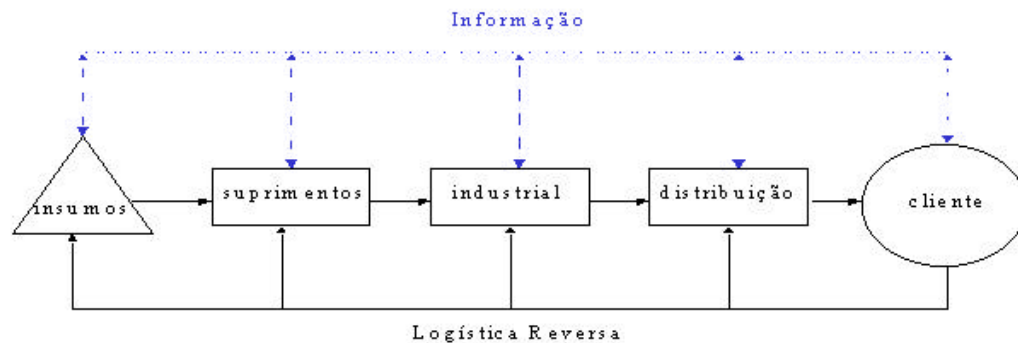 Informação
insumos
suprimentos
industrial
distribuição
cliente
Logística Reversa